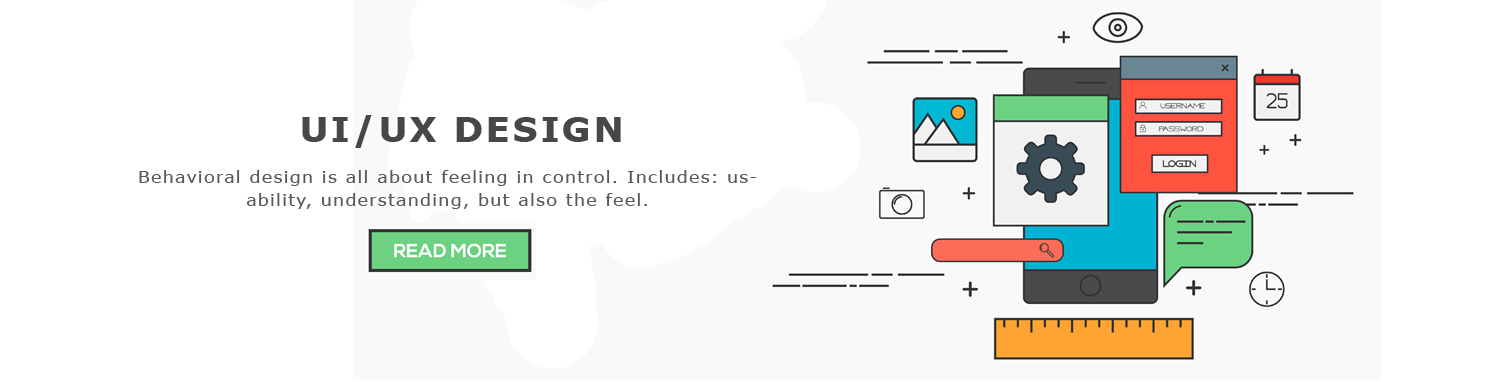 UI/UX DESIGN
Behavioral design is all about feeling in control. Includes: us-
ability, understanding, but also the feel.
READ MORE
×
USERNAME
PASSWORD
LOGIN
25